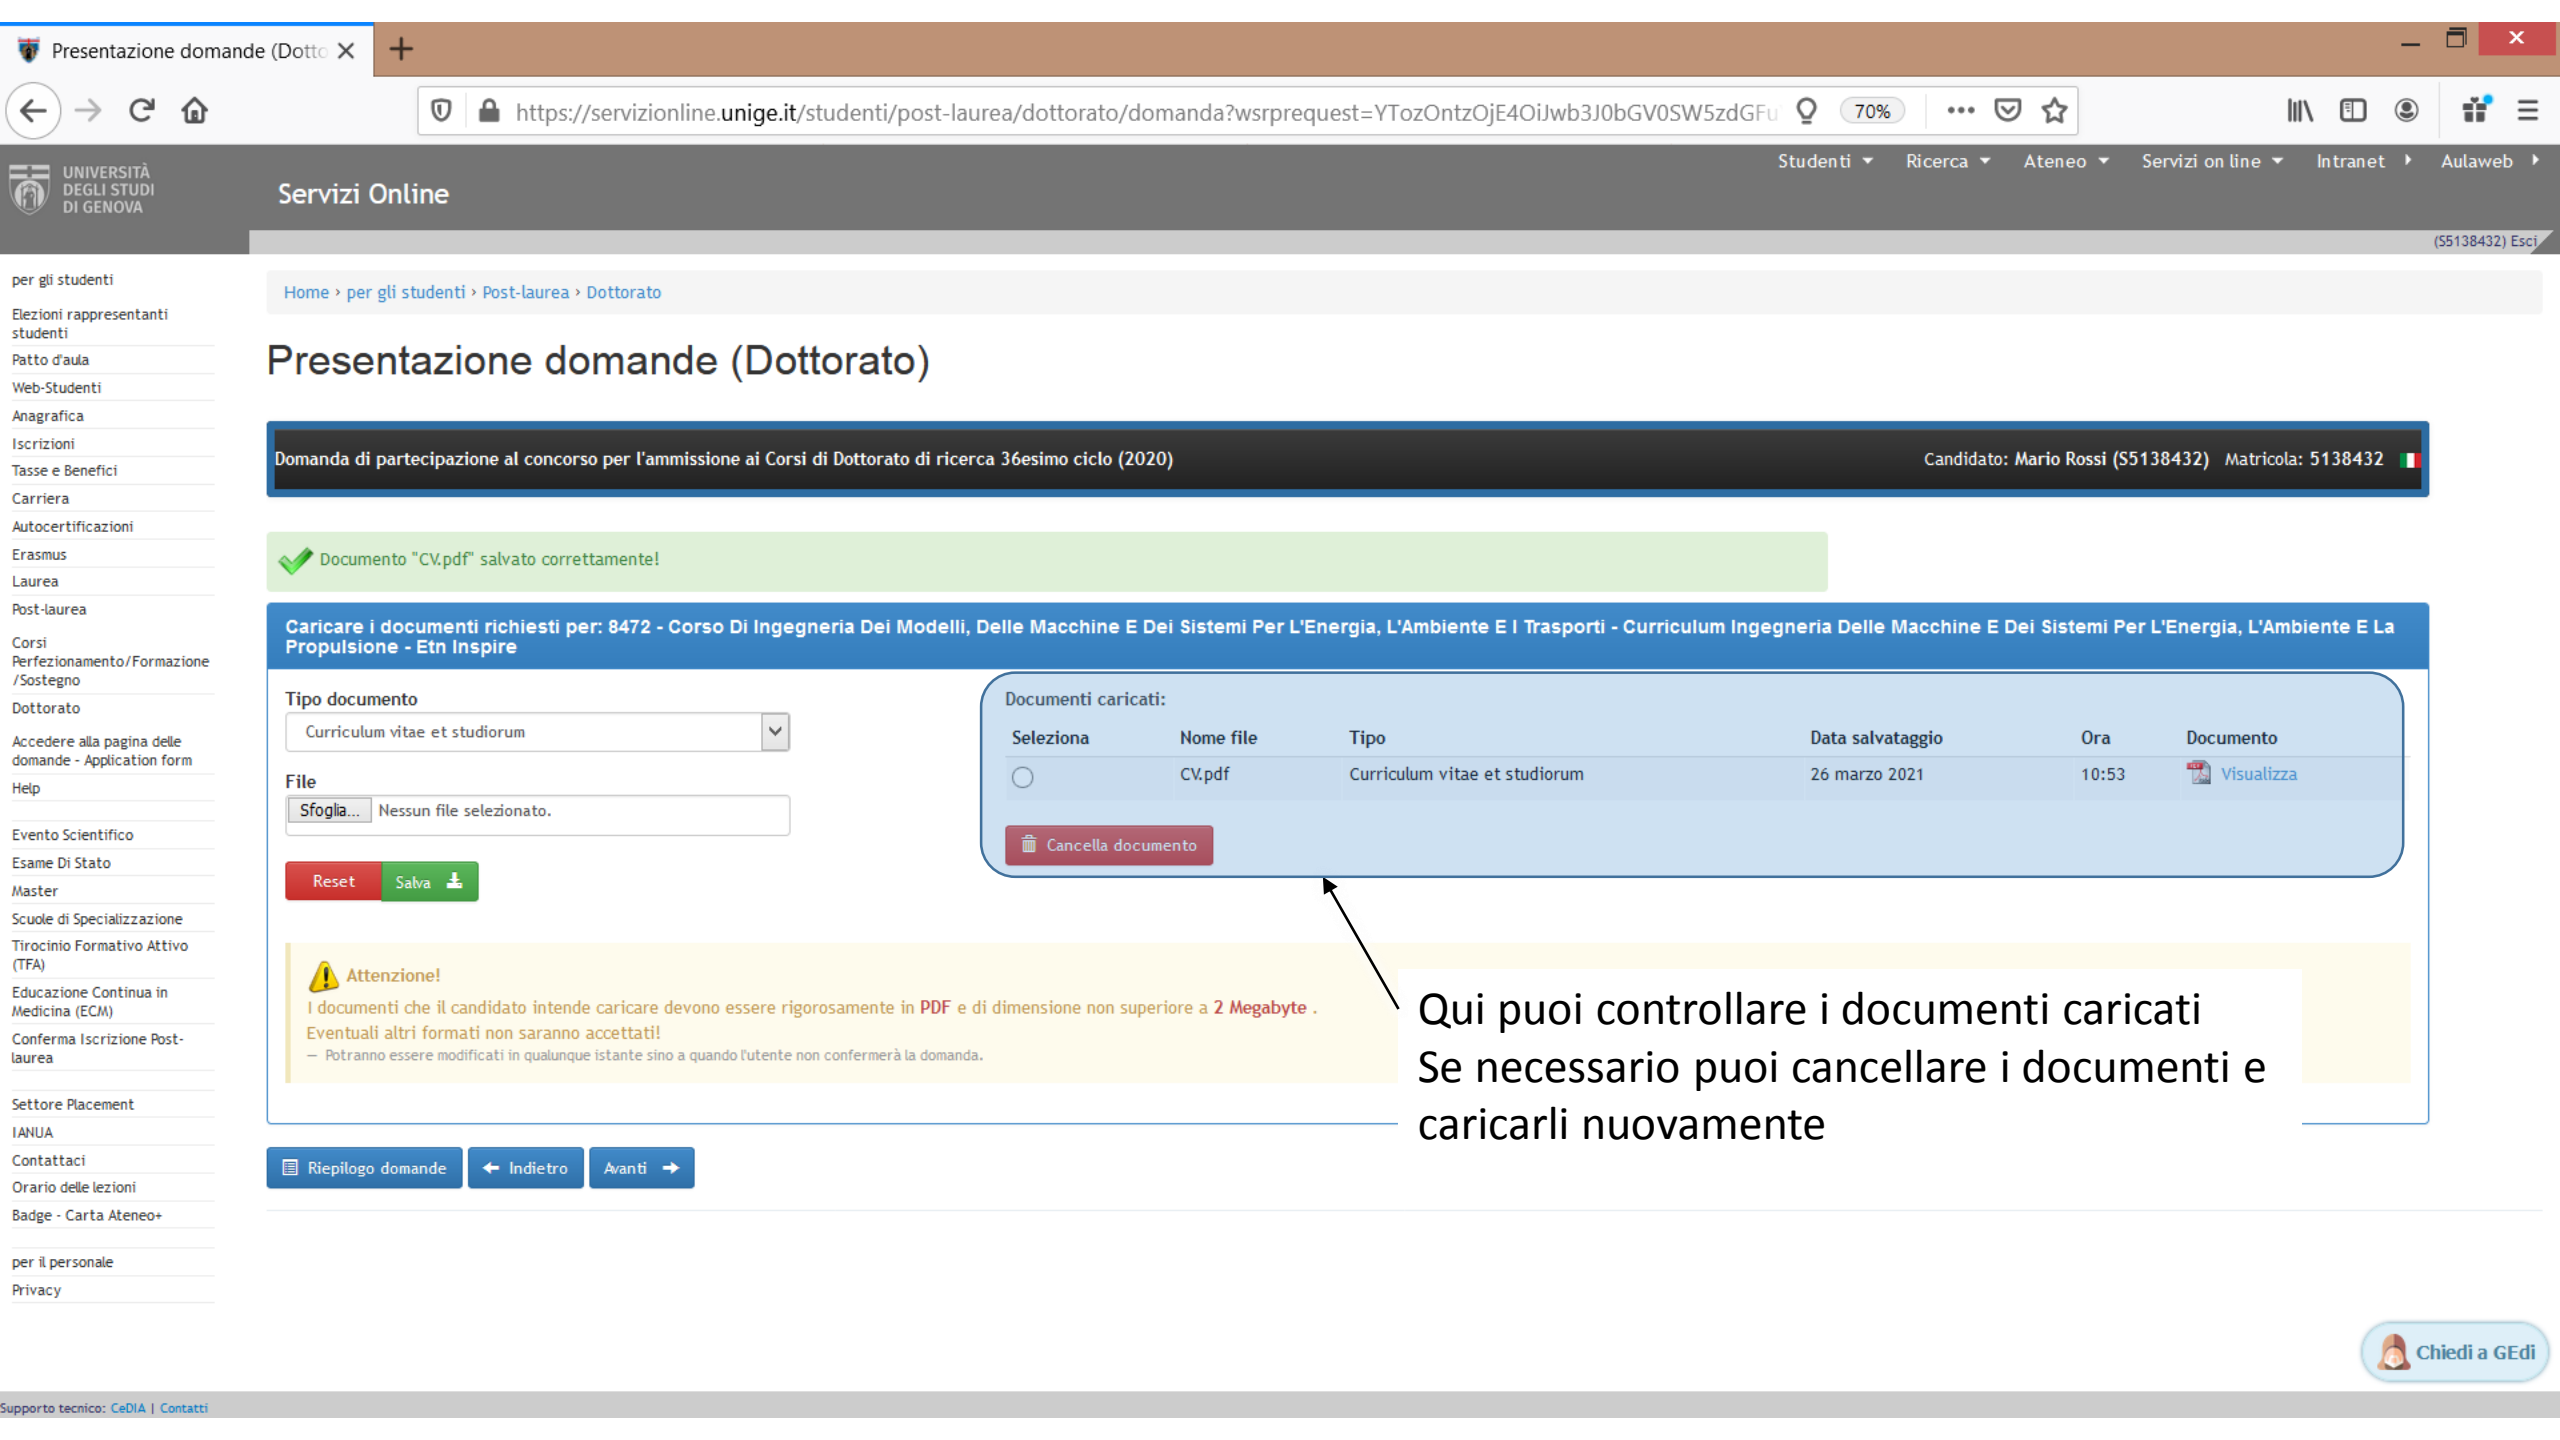 Presentazione domande (Dotto
https://servizionline.unige.it/studenti/post-laurea/dottorato/domanda?wsrprequest=YTozOntzOjE4OiJwb3J0bGV0SW5zdGFu
70%
UNIVERSITÀ
DEGLI STUDI
DI GENOVA
Servizi Online
Studenti Ricerca Ateneo Servizi on line Intranet Aulaweb
(S5138432) Esci
per gli studenti
Elezioni rappresentanti
studenti
Patto d'aula
Web-Studenti
Anagrafica
Iscrizioni
Tasse e Benefici
Carriera
Autocertificazioni
Erasmus
Laurea
Post-laurea
Corsi
Perfezionamento/Formazione
/Sostegno
Dottorato
Accedere alla pagina delle
domande - Application form
Help
Evento Scientifico
Esame Di Stato
Master
Scuole di Specializzazione
Tirocinio Formativo Attivo
(TFA)
Educazione Continua in
Medicina (ECM)
Conferma Iscrizione Post-
laurea
Settore Placement
IANUA
Contattaci
Orario delle lezioni
Badge - Carta Ateneo+
per il personale
Privacy
Home › per gli studenti › Post-laurea › Dottorato
Presentazione domande (Dottorato)
Domanda di partecipazione al concorso per l'ammissione ai Corsi di Dottorato di ricerca 36esimo ciclo (2020)
Candidato: Mario Rossi (S5138432) Matricola: 5138432
Documento "CV.pdf" salvato correttamente!
Caricare i documenti richiesti per: 8472 - Corso Di Ingegneria Dei Modelli, Delle Macchine E Dei Sistemi Per L'Energia, L'Ambiente E I Trasporti - Curriculum Ingegneria Delle Macchine E Dei Sistemi Per L'Energia, L'Ambiente E La
Propulsione - Etn Inspire
Tipo documento
Curriculum vitae et studiorum
File
Sfoglia... Nessun file selezionato.
Reset Salva
Documenti caricati:
Seleziona Nome file Tipo Data salvataggio Ora Documento
CV.pdf Curriculum vitae et studiorum 26 marzo 2021 10:53 Visualizza
Cancella documento
Attenzione!
I documenti che il candidato intende caricare devono essere rigorosamente in PDF e di dimensione non superiore a 2 Megabyte .
Eventuali altri formati non saranno accettati!
— Potranno essere modificati in qualunque istante sino a quando l'utente non confermerà la domanda.
Qui puoi controllare i documenti caricati
Se necessario puoi cancellare i documenti e
caricarli nuovamente
Riepilogo domande Indietro Avanti
Chiedi a GEdi
Supporto tecnico: CeDIA | Contatti